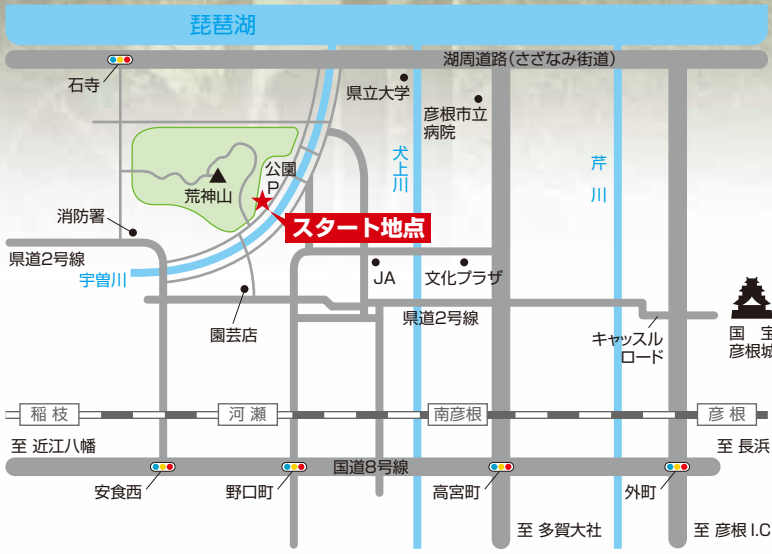 琵琶湖
湖周道路(さざなみ街道)
石寺
県立大学
彦根市立
病院
犬上川
芹川
公園
P
荒神山
スタート地点
消防署
県道2号線
宇曽川
JA
文化プラザ
園芸店
県道2号線
キャッスル
ロード
国宝
彦根城
稲枝
河瀬
南彦根
彦根
至 近江八幡
至 長浜
国道8号線
安食西
野口町
高宮町
外町
至 多賀大社
至 彦根I.C